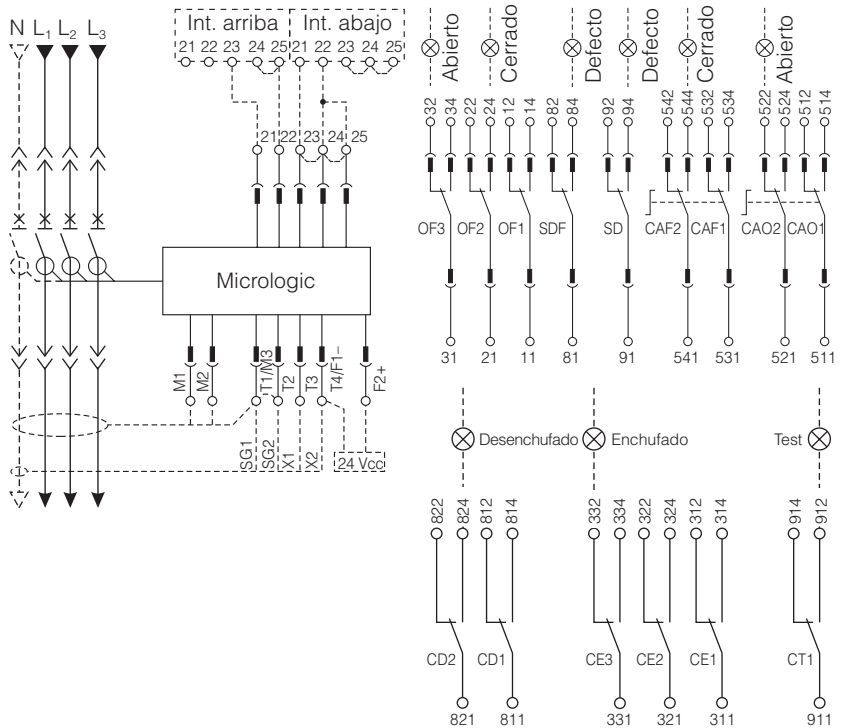 N L₁ L₂ L₃
Int. arriba Int. abajo
21 22 23 24 25 21 22 23 24 25
21 22 23 24 25
Micrologic
M1 M2 T1/M3 T2 T3 T4/F1− F2+
SG1 SG2 X1 X2
24 Vcc
Abierto Cerrado Defecto Defecto Cerrado Abierto
32 34 22 24 12 14 82 84 92 94 542 544 532 534 522 524 512 514
OF3 OF2 OF1 SDF SD CAF2 CAF1 CAO2 CAO1
31 21 11 81 91 541 531 521 511
Desenchufado Enchufado Test
822 824 812 814 332 334 322 324 312 314 914 912
CD2 CD1 CE3 CE2 CE1 CT1
821 811 331 321 311 911